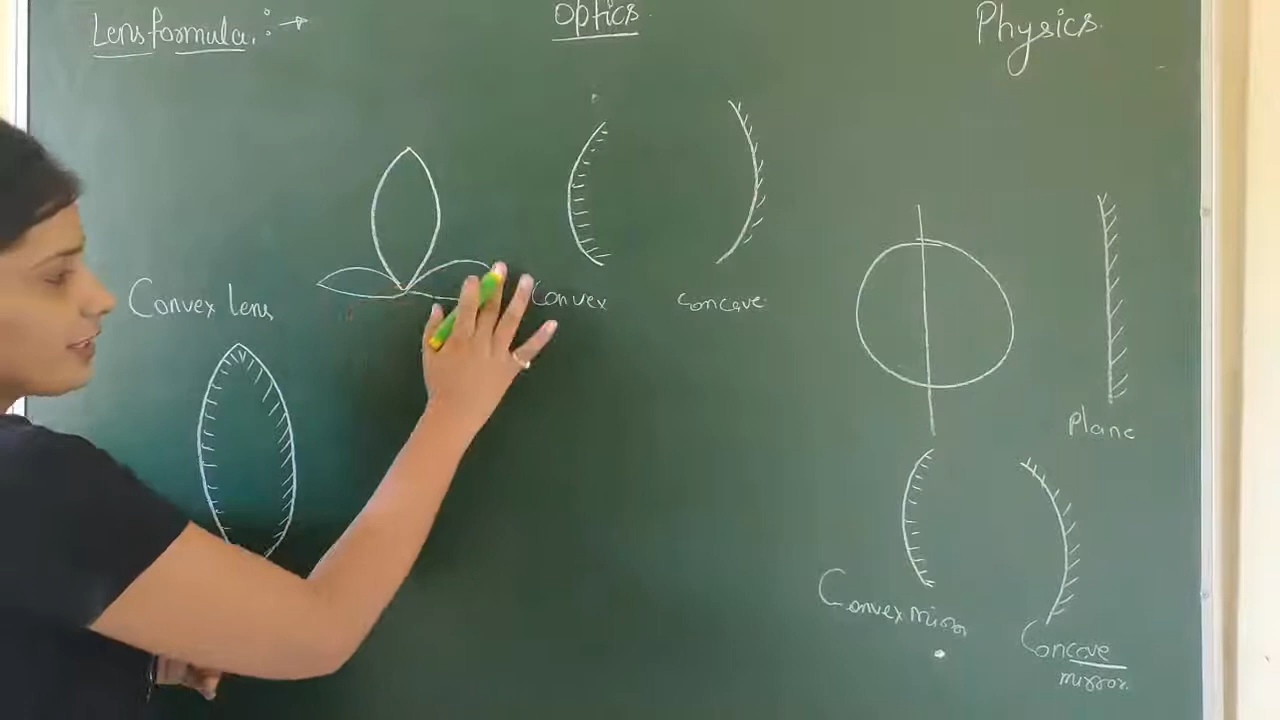 Lens formula :→
Optics
Physics
Convex Lens
Convex
Concave
Plane
Convex mirror
Concave
mirror